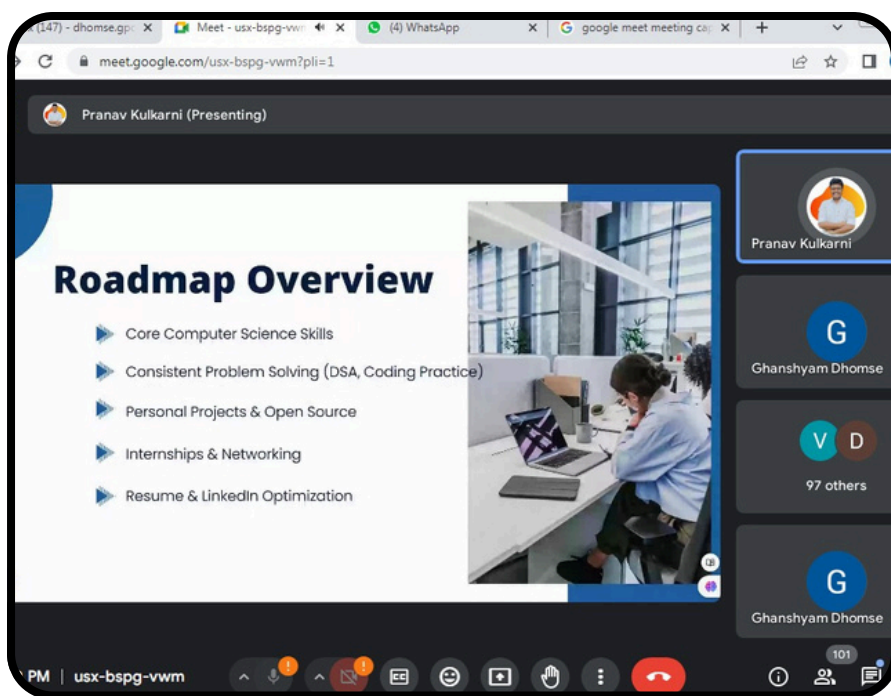 (147) - dhomse.gp
Meet - usx-bspg-vwm
(4) WhatsApp
google meet meeting cap
meet.google.com/usx-bspg-vwm?pli=1
Pranav Kulkarni (Presenting)
Roadmap Overview
Core Computer Science Skills
Consistent Problem Solving (DSA, Coding Practice)
Personal Projects & Open Source
Internships & Networking
Resume & LinkedIn Optimization
Pranav Kulkarni
G
Ghanshyam Dhomse
V D
97 others
G
Ghanshyam Dhomse
PM | usx-bspg-vwm
CC
101